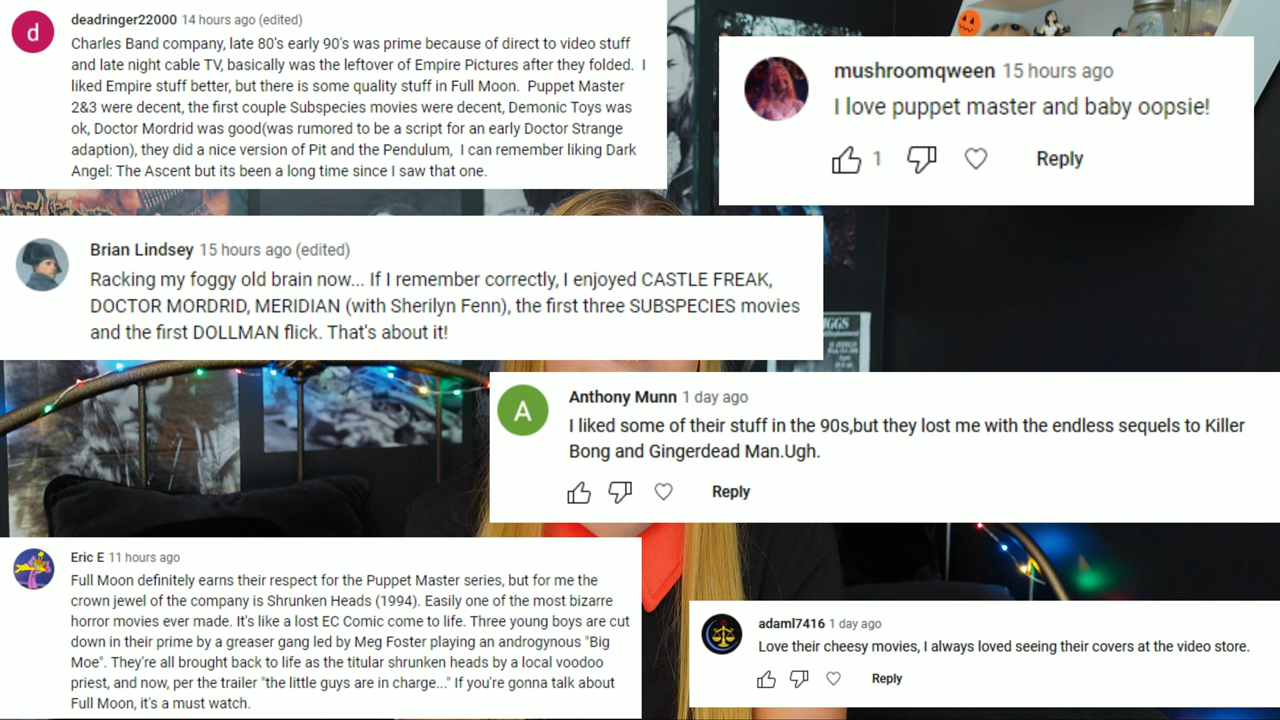 deadringer22000 14 hours ago (edited)
Charles Band company, late 80's early 90's was prime because of direct to video stuff
and late night cable TV, basically was the leftover of Empire Pictures after they folded. I
liked Empire stuff better, but there is some quality stuff in Full Moon. Puppet Master
2&3 were decent, the first couple Subspecies movies were decent, Demonic Toys was
ok, Doctor Mordrid was good(was rumored to be a script for an early Doctor Strange
adaption), they did a nice version of Pit and the Pendulum, I can remember liking Dark
Angel: The Ascent but its been a long time since I saw that one.
mushroomqween 15 hours ago
I love puppet master and baby oopsie!
1 Reply
Brian Lindsey 15 hours ago (edited)
Racking my foggy old brain now... If I remember correctly, I enjoyed CASTLE FREAK,
DOCTOR MORDRID, MERIDIAN (with Sherilyn Fenn), the first three SUBSPECIES movies
and the first DOLLMAN flick. That's about it!
A
Anthony Munn 1 day ago
I liked some of their stuff in the 90s,but they lost me with the endless sequels to Killer
Bong and Gingerdead Man.Ugh.
Reply
Eric E 11 hours ago
Full Moon definitely earns their respect for the Puppet Master series, but for me the
crown jewel of the company is Shrunken Heads (1994). Easily one of the most bizarre
horror movies ever made. It's like a lost EC Comic come to life. Three young boys are cut
down in their prime by a greaser gang led by Meg Foster playing an androgynous "Big
Moe". They're all brought back to life as the titular shrunken heads by a local voodoo
priest, and now, per the trailer "the little guys are in charge..." If you're gonna talk about
Full Moon, it's a must watch.
adaml7416 1 day ago
Love their cheesy movies, I always loved seeing their covers at the video store.
Reply
d